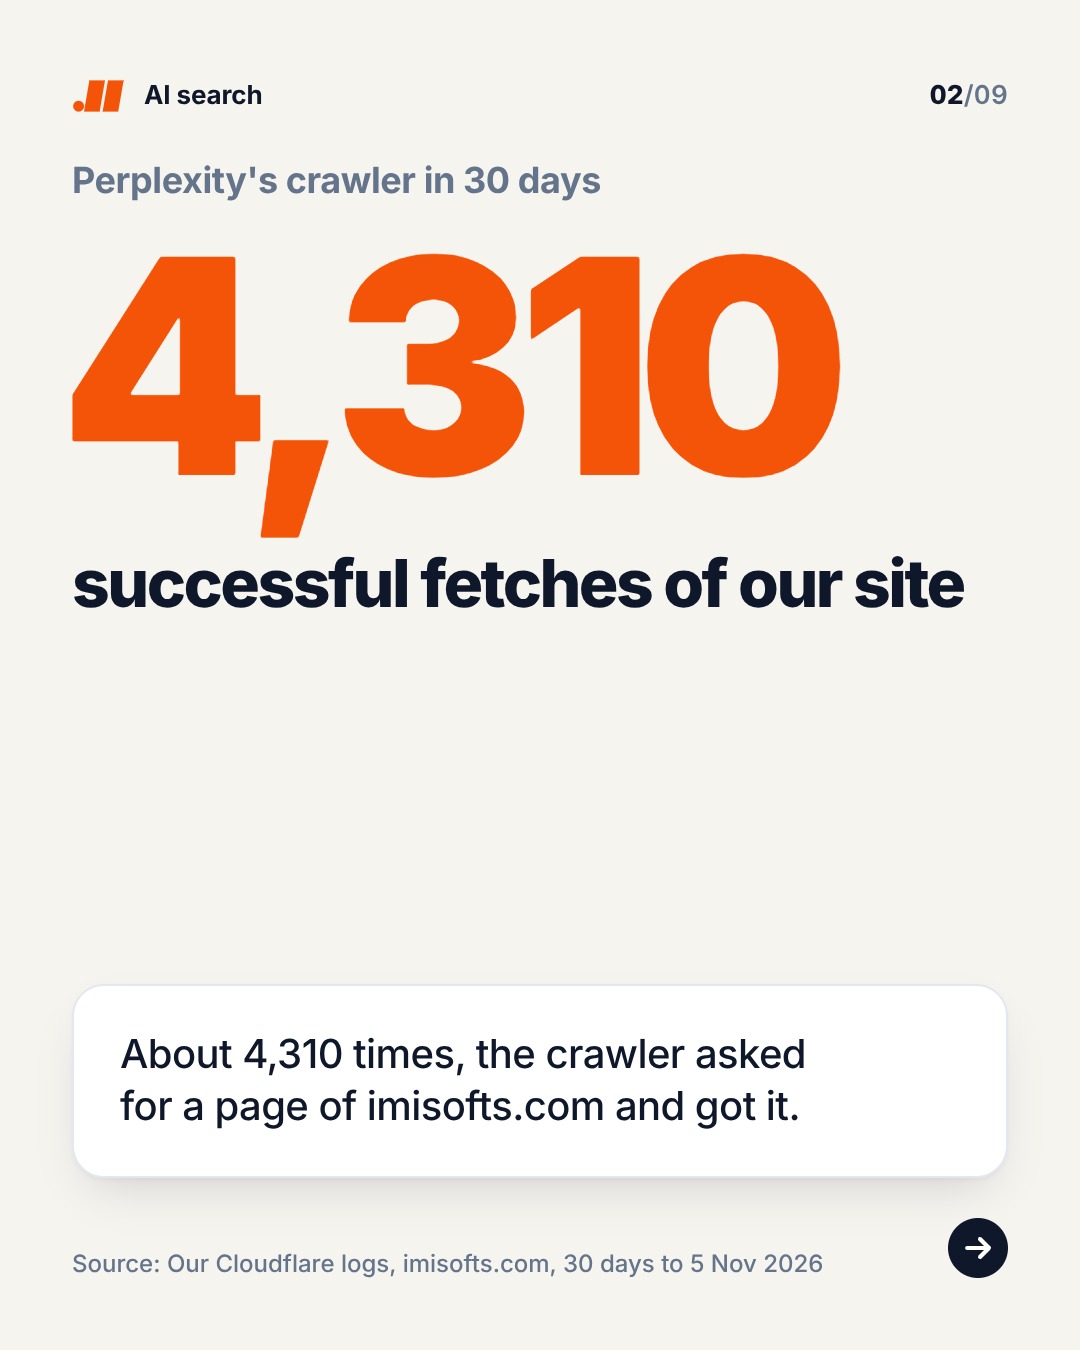 AI search
02/09
Perplexity's crawler in 30 days
4,310
successful fetches of our site
About 4,310 times, the crawler asked
for a page of imisofts.com and got it.
Source: Our Cloudflare logs, imisofts.com, 30 days to 5 Nov 2026